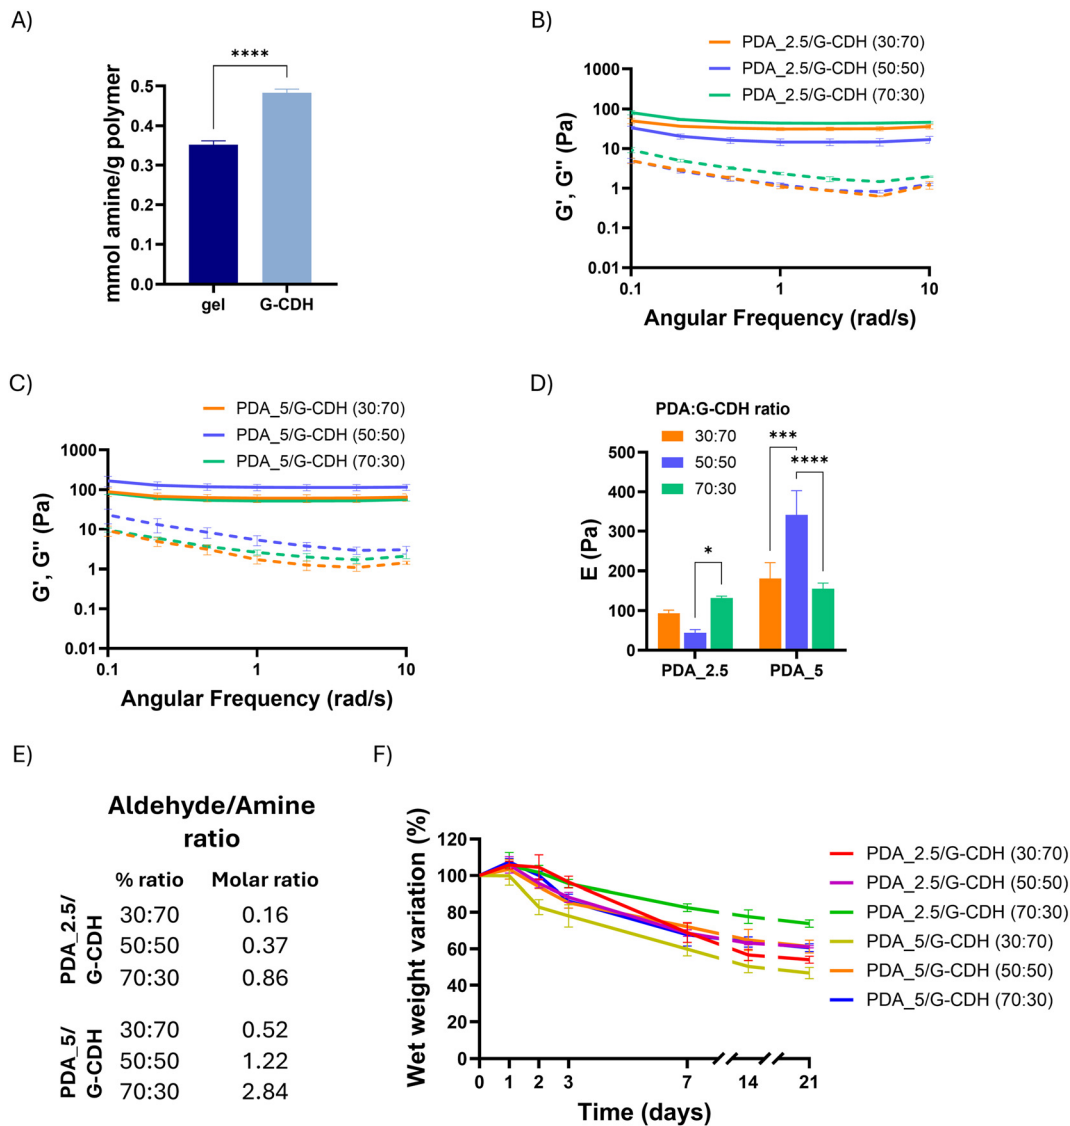 A)
****
mmol amine/g polymer
0.5
0.4
0.3
0.2
0.1
0.0
gel
G-CDH
B)
PDA_2.5/G-CDH (30:70)
PDA_2.5/G-CDH (50:50)
PDA_2.5/G-CDH (70:30)
G', G'' (Pa)
1000
100
10
1
0.1
0.01
0.1
1
10
Angular Frequency (rad/s)
C)
PDA_5/G-CDH (30:70)
PDA_5/G-CDH (50:50)
PDA_5/G-CDH (70:30)
G', G'' (Pa)
1000
100
10
1
0.1
0.01
0.1
1
10
Angular Frequency (rad/s)
D)
PDA:G-CDH ratio
30:70
50:50
70:30
***
****
*
E (Pa)
500
400
300
200
100
0
PDA_2.5
PDA_5
E)
Aldehyde/Amine
ratio
% ratio Molar ratio
PDA_2.5/
G-CDH
30:70 0.16
50:50 0.37
70:30 0.86
PDA_5/
G-CDH
30:70 0.52
50:50 1.22
70:30 2.84
F)
Wet weight variation (%)
120
100
80
60
40
20
0
0
1
2
3
7
14
21
Time (days)
PDA_2.5/G-CDH (30:70)
PDA_2.5/G-CDH (50:50)
PDA_2.5/G-CDH (70:30)
PDA_5/G-CDH (30:70)
PDA_5/G-CDH (50:50)
PDA_5/G-CDH (70:30)